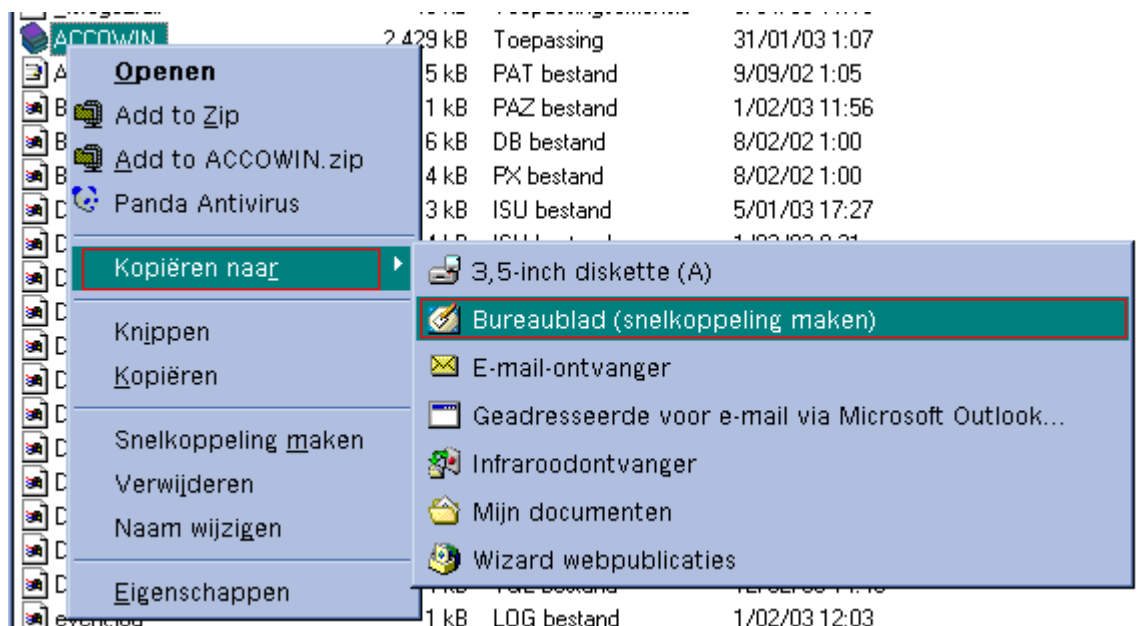 ACCOWIN 2.429 kB Toepassing 31/01/03 1:07
A 5 kB PAT bestand 9/09/02 1:05
B 1 kB PAZ bestand 1/02/03 11:56
B 6 kB DB bestand 8/02/02 1:00
B 4 kB PX bestand 8/02/02 1:00
D 3 kB ISU bestand 5/01/03 17:27
D
D
D
D
D
D
D
D
D
D
D
eventlog 1 kB LOG bestand 1/02/03 12:03
Openen
Add to Zip
Add to ACCOWIN.zip
Panda Antivirus
Kopiëren naar
Knippen
Kopiëren
Snelkoppeling maken
Verwijderen
Naam wijzigen
Eigenschappen
3,5-inch diskette (A)
Bureaublad (snelkoppeling maken)
E-mail-ontvanger
Geadresseerde voor e-mail via Microsoft Outlook...
Infraroodontvanger
Mijn documenten
Wizard webpublicaties